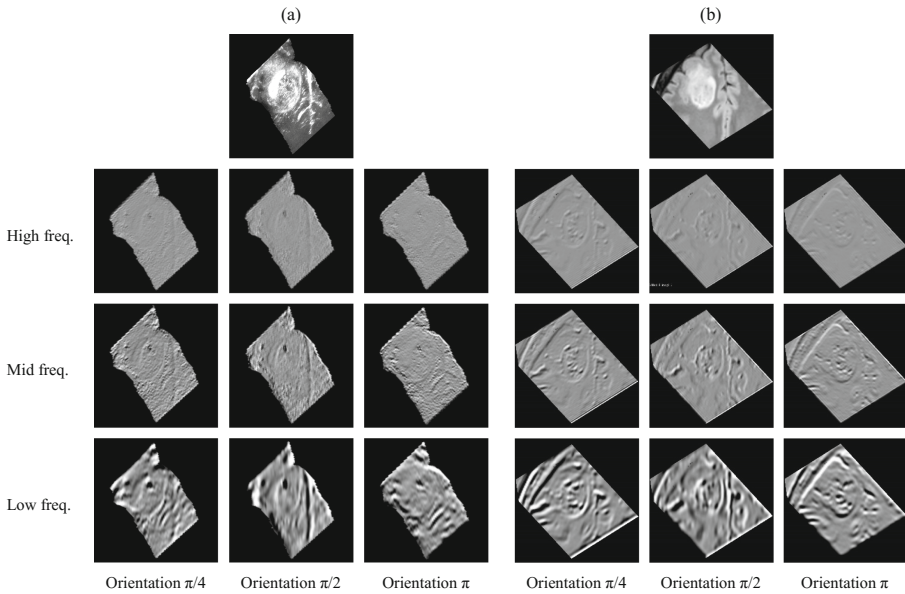 (a) (b)
High freq.
Mid freq.
Low freq.
Orientation π/4 Orientation π/2 Orientation π Orientation π/4 Orientation π/2 Orientation π